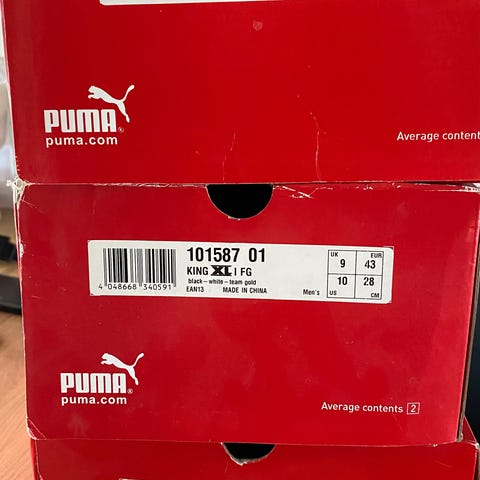 PUMA®
puma.com
Average content
101587 01
KING XL I FG
black-white-team gold
EAN13 MADE IN CHINA Men's
4 048668 340591
UK EUR
9 43
10 28
US CM
PUMA®
puma.com
Average contents 2